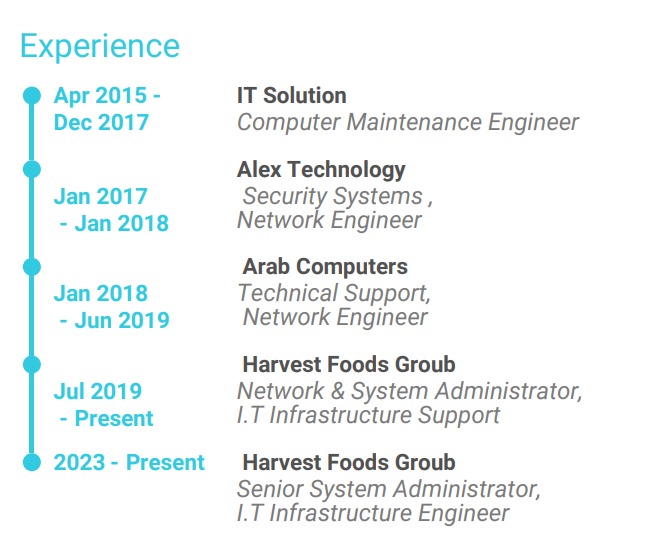 Experience
Apr 2015 -
Dec 2017
IT Solution
Computer Maintenance Engineer
Jan 2017
- Jan 2018
Alex Technology
Security Systems ,
Network Engineer
Jan 2018
- Jun 2019
Arab Computers
Technical Support,
Network Engineer
Jul 2019
- Present
Harvest Foods Groub
Network & System Administrator,
I.T Infrastructure Support
2023 - Present
Harvest Foods Groub
Senior System Administrator,
I.T Infrastructure Engineer